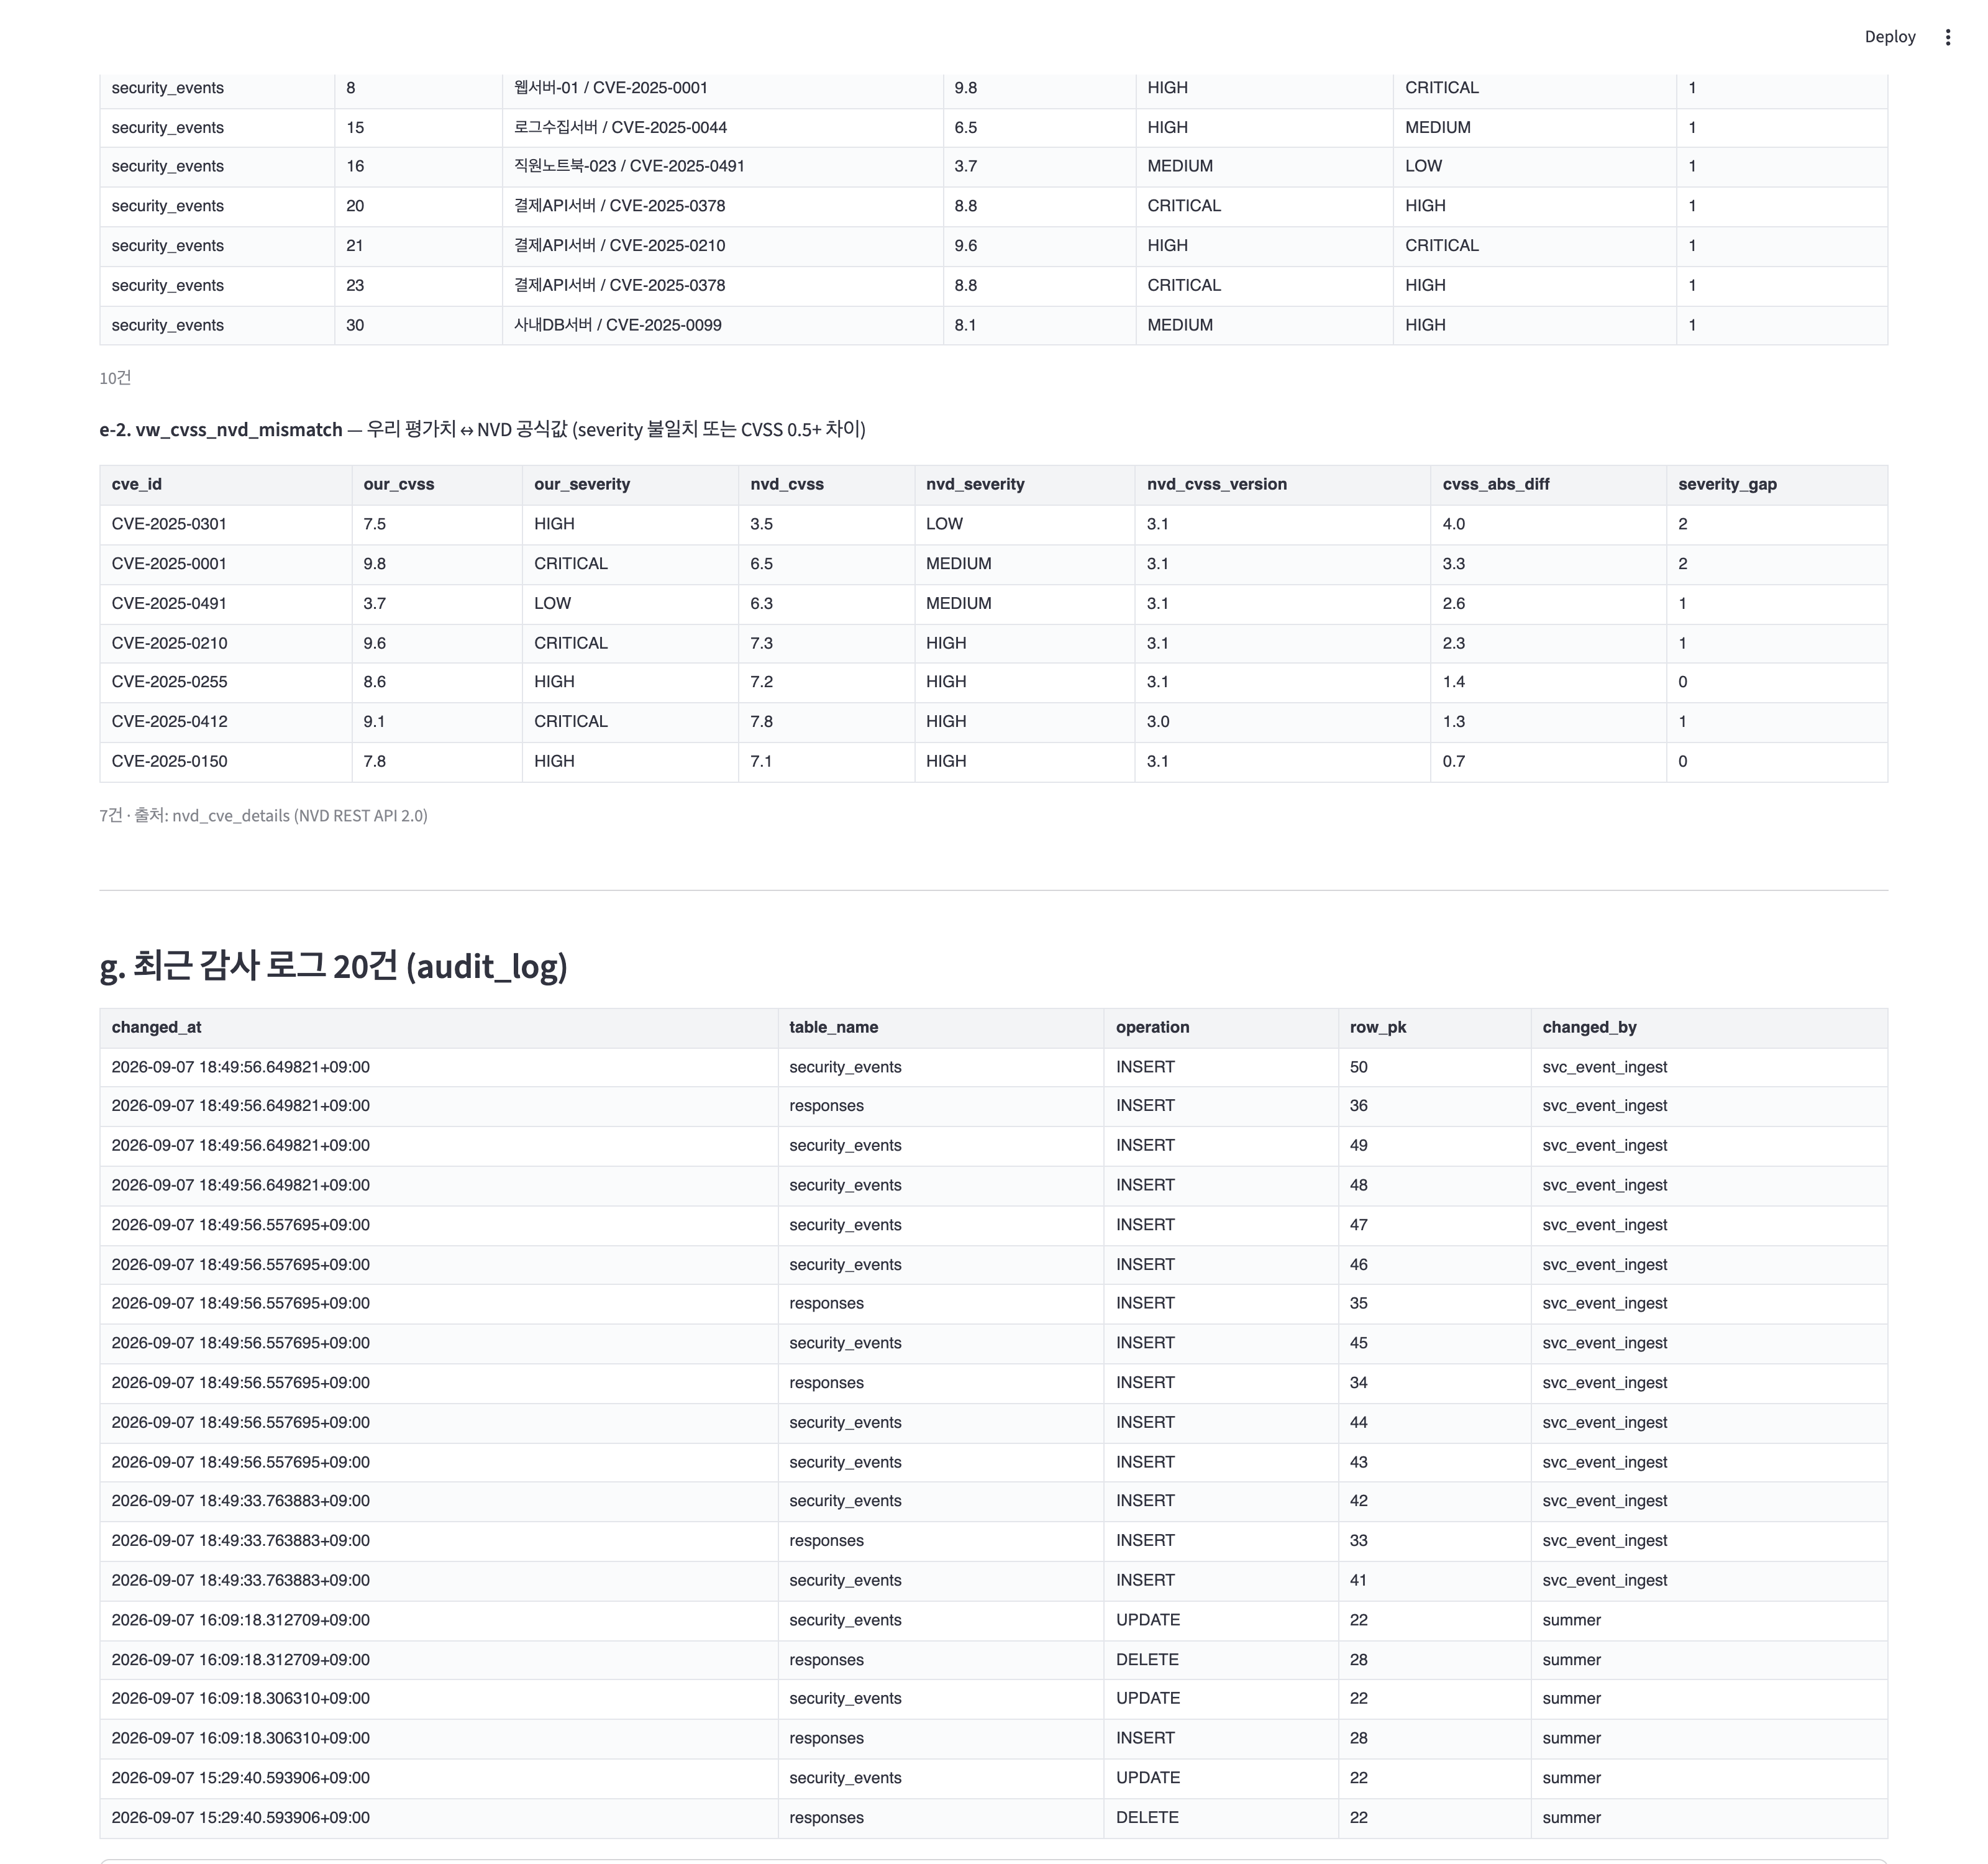 Deploy
security_events 8 웹서버-01 / CVE-2025-0001 9.8 HIGH CRITICAL 1
security_events 15 로그수집서버 / CVE-2025-0044 6.5 HIGH MEDIUM 1
security_events 16 직원노트북-023 / CVE-2025-0491 3.7 MEDIUM LOW 1
security_events 20 결제API서버 / CVE-2025-0378 8.8 CRITICAL HIGH 1
security_events 21 결제API서버 / CVE-2025-0210 9.6 HIGH CRITICAL 1
security_events 23 결제API서버 / CVE-2025-0378 8.8 CRITICAL HIGH 1
security_events 30 사내DB서버 / CVE-2025-0099 8.1 MEDIUM HIGH 1
10건
e-2. vw_cvss_nvd_mismatch — 우리 평가치 ↔ NVD 공식값 (severity 불일치 또는 CVSS 0.5+ 차이)
cve_id our_cvss our_severity nvd_cvss nvd_severity nvd_cvss_version cvss_abs_diff severity_gap
CVE-2025-0301 7.5 HIGH 3.5 LOW 3.1 4.0 2
CVE-2025-0001 9.8 CRITICAL 6.5 MEDIUM 3.1 3.3 2
CVE-2025-0491 3.7 LOW 6.3 MEDIUM 3.1 2.6 1
CVE-2025-0210 9.6 CRITICAL 7.3 HIGH 3.1 2.3 1
CVE-2025-0255 8.6 HIGH 7.2 HIGH 3.1 1.4 0
CVE-2025-0412 9.1 CRITICAL 7.8 HIGH 3.0 1.3 1
CVE-2025-0150 7.8 HIGH 7.1 HIGH 3.1 0.7 0
7건 · 출처: nvd_cve_details (NVD REST API 2.0)
g. 최근 감사 로그 20건 (audit_log)
changed_at table_name operation row_pk changed_by
2026-09-07 18:49:56.649821+09:00 security_events INSERT 50 svc_event_ingest
2026-09-07 18:49:56.649821+09:00 responses INSERT 36 svc_event_ingest
2026-09-07 18:49:56.649821+09:00 security_events INSERT 49 svc_event_ingest
2026-09-07 18:49:56.649821+09:00 security_events INSERT 48 svc_event_ingest
2026-09-07 18:49:56.557695+09:00 security_events INSERT 47 svc_event_ingest
2026-09-07 18:49:56.557695+09:00 security_events INSERT 46 svc_event_ingest
2026-09-07 18:49:56.557695+09:00 responses INSERT 35 svc_event_ingest
2026-09-07 18:49:56.557695+09:00 security_events INSERT 45 svc_event_ingest
2026-09-07 18:49:56.557695+09:00 responses INSERT 34 svc_event_ingest
2026-09-07 18:49:56.557695+09:00 security_events INSERT 44 svc_event_ingest
2026-09-07 18:49:56.557695+09:00 security_events INSERT 43 svc_event_ingest
2026-09-07 18:49:33.763883+09:00 security_events INSERT 42 svc_event_ingest
2026-09-07 18:49:33.763883+09:00 responses INSERT 33 svc_event_ingest
2026-09-07 18:49:33.763883+09:00 security_events INSERT 41 svc_event_ingest
2026-09-07 16:09:18.312709+09:00 security_events UPDATE 22 summer
2026-09-07 16:09:18.312709+09:00 responses DELETE 28 summer
2026-09-07 16:09:18.306310+09:00 security_events UPDATE 22 summer
2026-09-07 16:09:18.306310+09:00 responses INSERT 28 summer
2026-09-07 15:29:40.593906+09:00 security_events UPDATE 22 summer
2026-09-07 15:29:40.593906+09:00 responses DELETE 22 summer